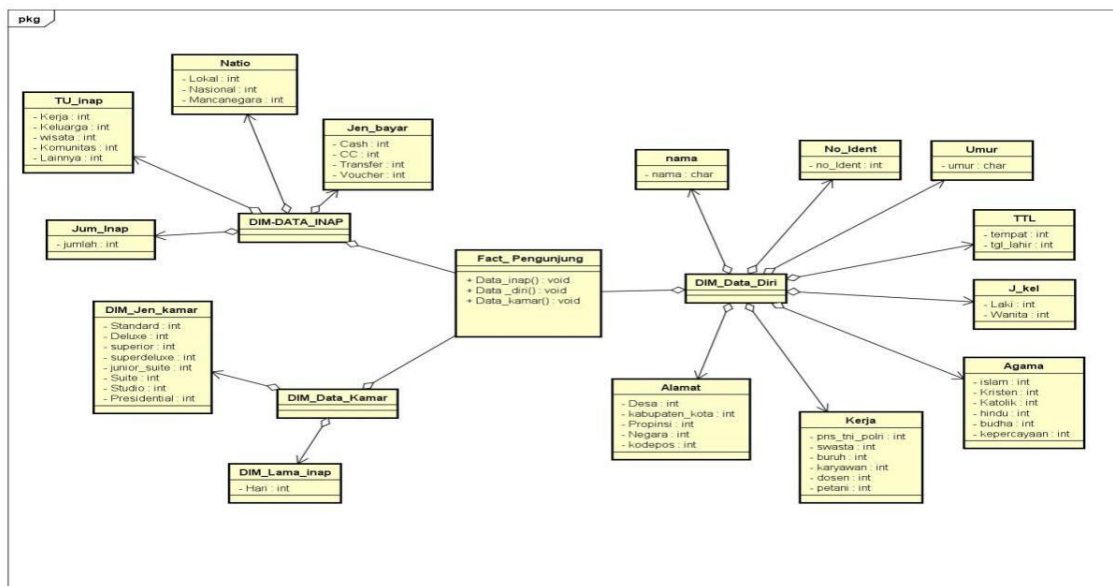 pkg
Natio
- Lokal : int
- Nasional : int
- Mancanegara : int
TU_inap
- Kerja : int
- Keluarga : int
- wisata : int
- Komunitas : int
- Lainnya : int
Jen_bayar
- Cash : int
- CC : int
- Transfer : int
- Voucher : int
Jum_Inap
- jumlah : int
DIM-DATA_INAP
Fact_ Pengunjung
+ Data_inap() : void
+ Data _diri() : void
+ Data_kamar() : void
DIM_Jen_kamar
- Standard : int
- Deluxe : int
- superior : int
- superdeluxe : int
- junior_suite : int
- Suite : int
- Studio : int
- Presidential : int
DIM_Data_Kamar
DIM_Lama_inap
- Hari : int
nama
- nama : char
No_Ident
- no_Ident : int
Umur
- umur : char
TTL
- tempat : int
- tgl_lahir : int
DIM_Data_Diri
J_kel
- Laki : int
- Wanita : int
Agama
- islam : int
- Kristen : int
- Katolik : int
- hindu : int
- budha : int
- kepercayaan : int
Alamat
- Desa : int
- kabupaten_kota : int
- Propinsi : int
- Negara : int
- kodepos : int
Kerja
- pns_tni_polri : int
- swasta : int
- buruh : int
- karyawan : int
- dosen : int
- petani : int